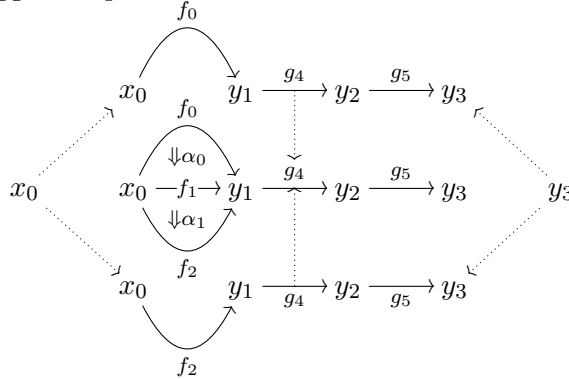 f₀
x₀ y₁ g₄ y₂ g₅ y₃
f₀
⇓α₀
x₀ x₀ f₁ y₁ g₄ y₂ g₅ y₃ y₃
⇓α₁
f₂
x₀ y₁ g₄ y₂ g₅ y₃
f₂